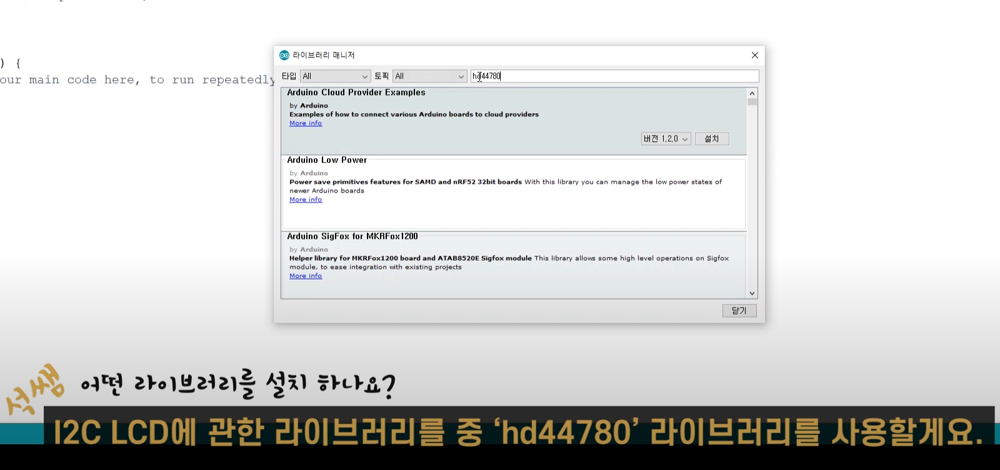 ) {
our main code here, to run repeatedly
라이브러리 매니저
타입 All 토픽 All hd44780
Arduino Cloud Provider Examples
by Arduino
Examples of how to connect various Arduino boards to cloud providers
More info
버전 1.2.0 설치
Arduino Low Power
by Arduino
Power save primitives features for SAMD and nRF52 32bit boards With this library you can manage the low power states of
newer Arduino boards
More info
Arduino SigFox for MKRFox1200
by Arduino
Helper library for MKRFox1200 board and ATAB8520E Sigfox module This library allows some high level operations on Sigfox
module, to ease integration with existing projects
More info
닫기
석쌤 어떤 라이브러리를 설치 하나요?
I2C LCD에 관한 라이브러리를 중 ‘hd44780’ 라이브러리를 사용할게요.